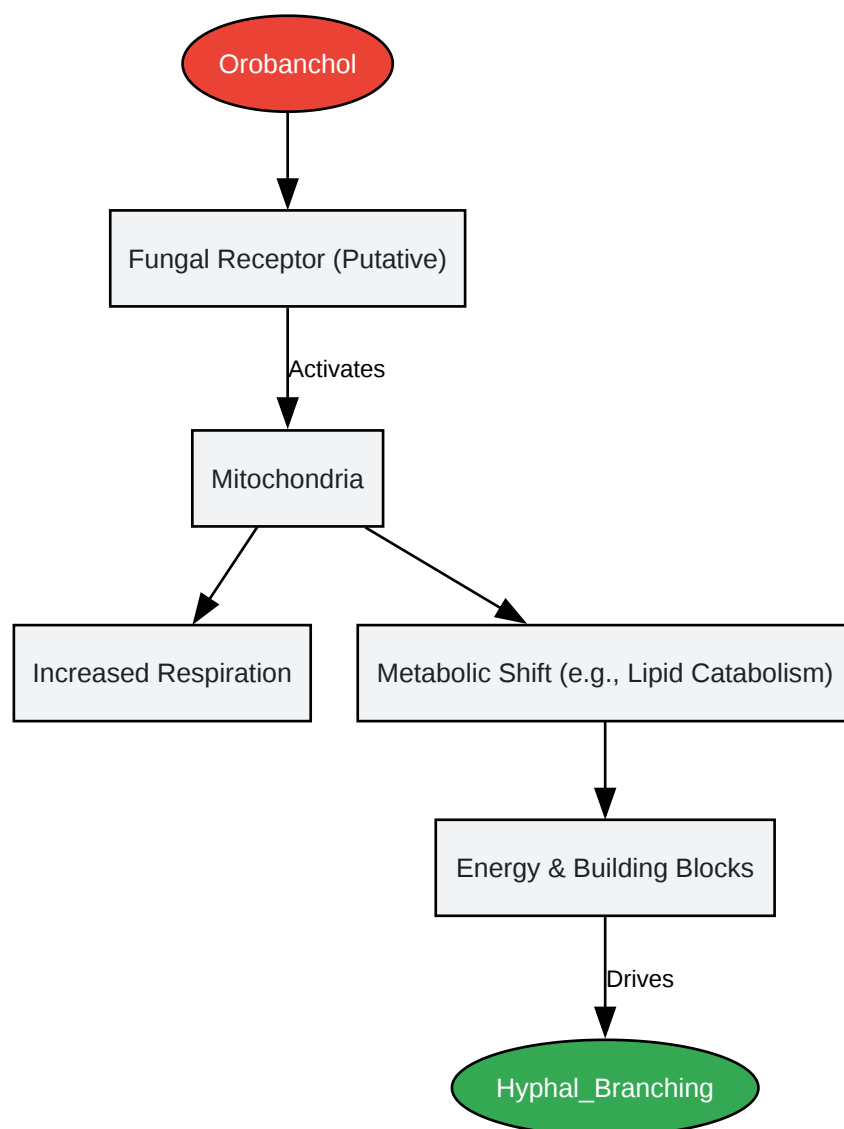 Orobanchol
Fungal Receptor (Putative)
Activates
Mitochondria
Increased Respiration
Metabolic Shift (e.g., Lipid Catabolism)
Energy & Building Blocks
Drives
Hyphal_Branching